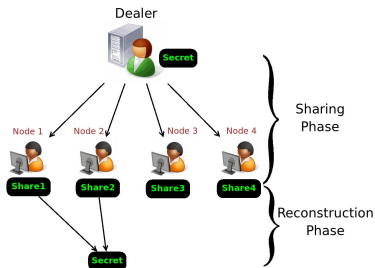 Dealer
Secret
Sharing
Phase
Node 1
Node 2
Node 3
Node 4
Share1
Share2
Share3
Share4
Reconstruction
Phase
Secret